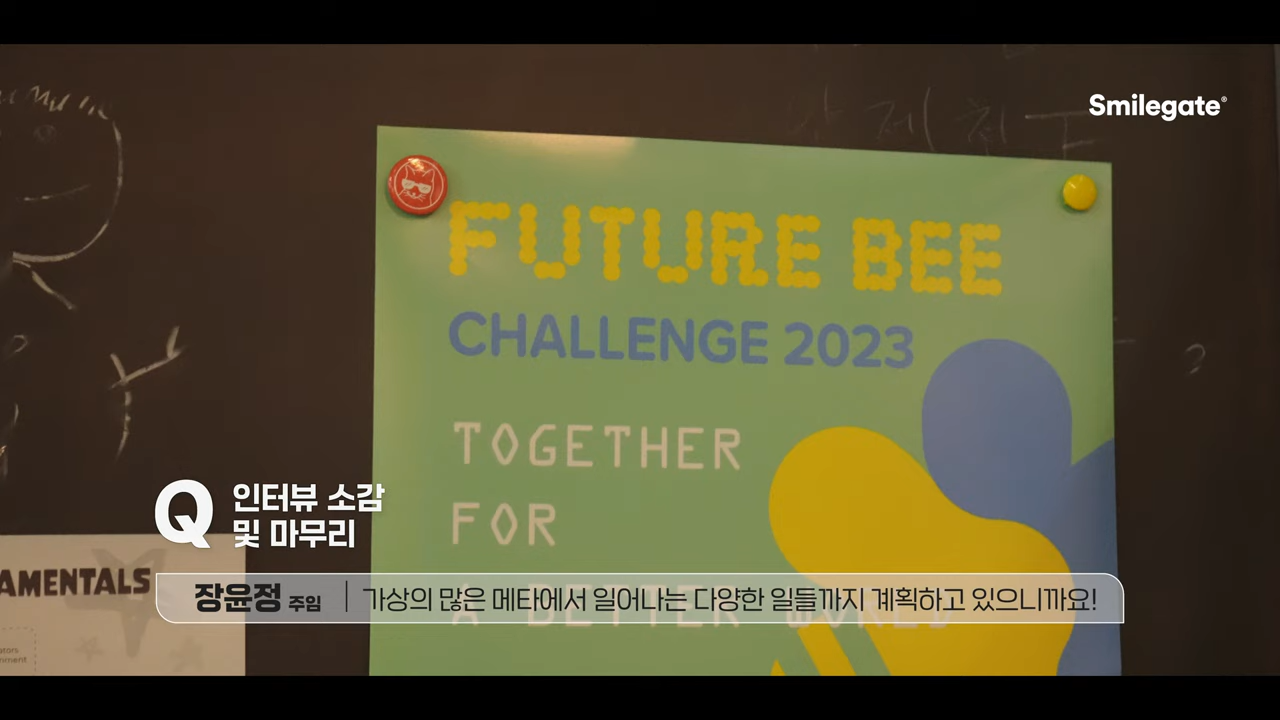 Smilegate
FUTURE BEE
CHALLENGE 2023
TOGETHER
FOR
A BETTER WORLD
Q 인터뷰 소감
및 마무리
AMENTALS
장윤정 주임 | 가상의 많은 메타에서 일어나는 다양한 일들까지 계획하고 있으니까요!